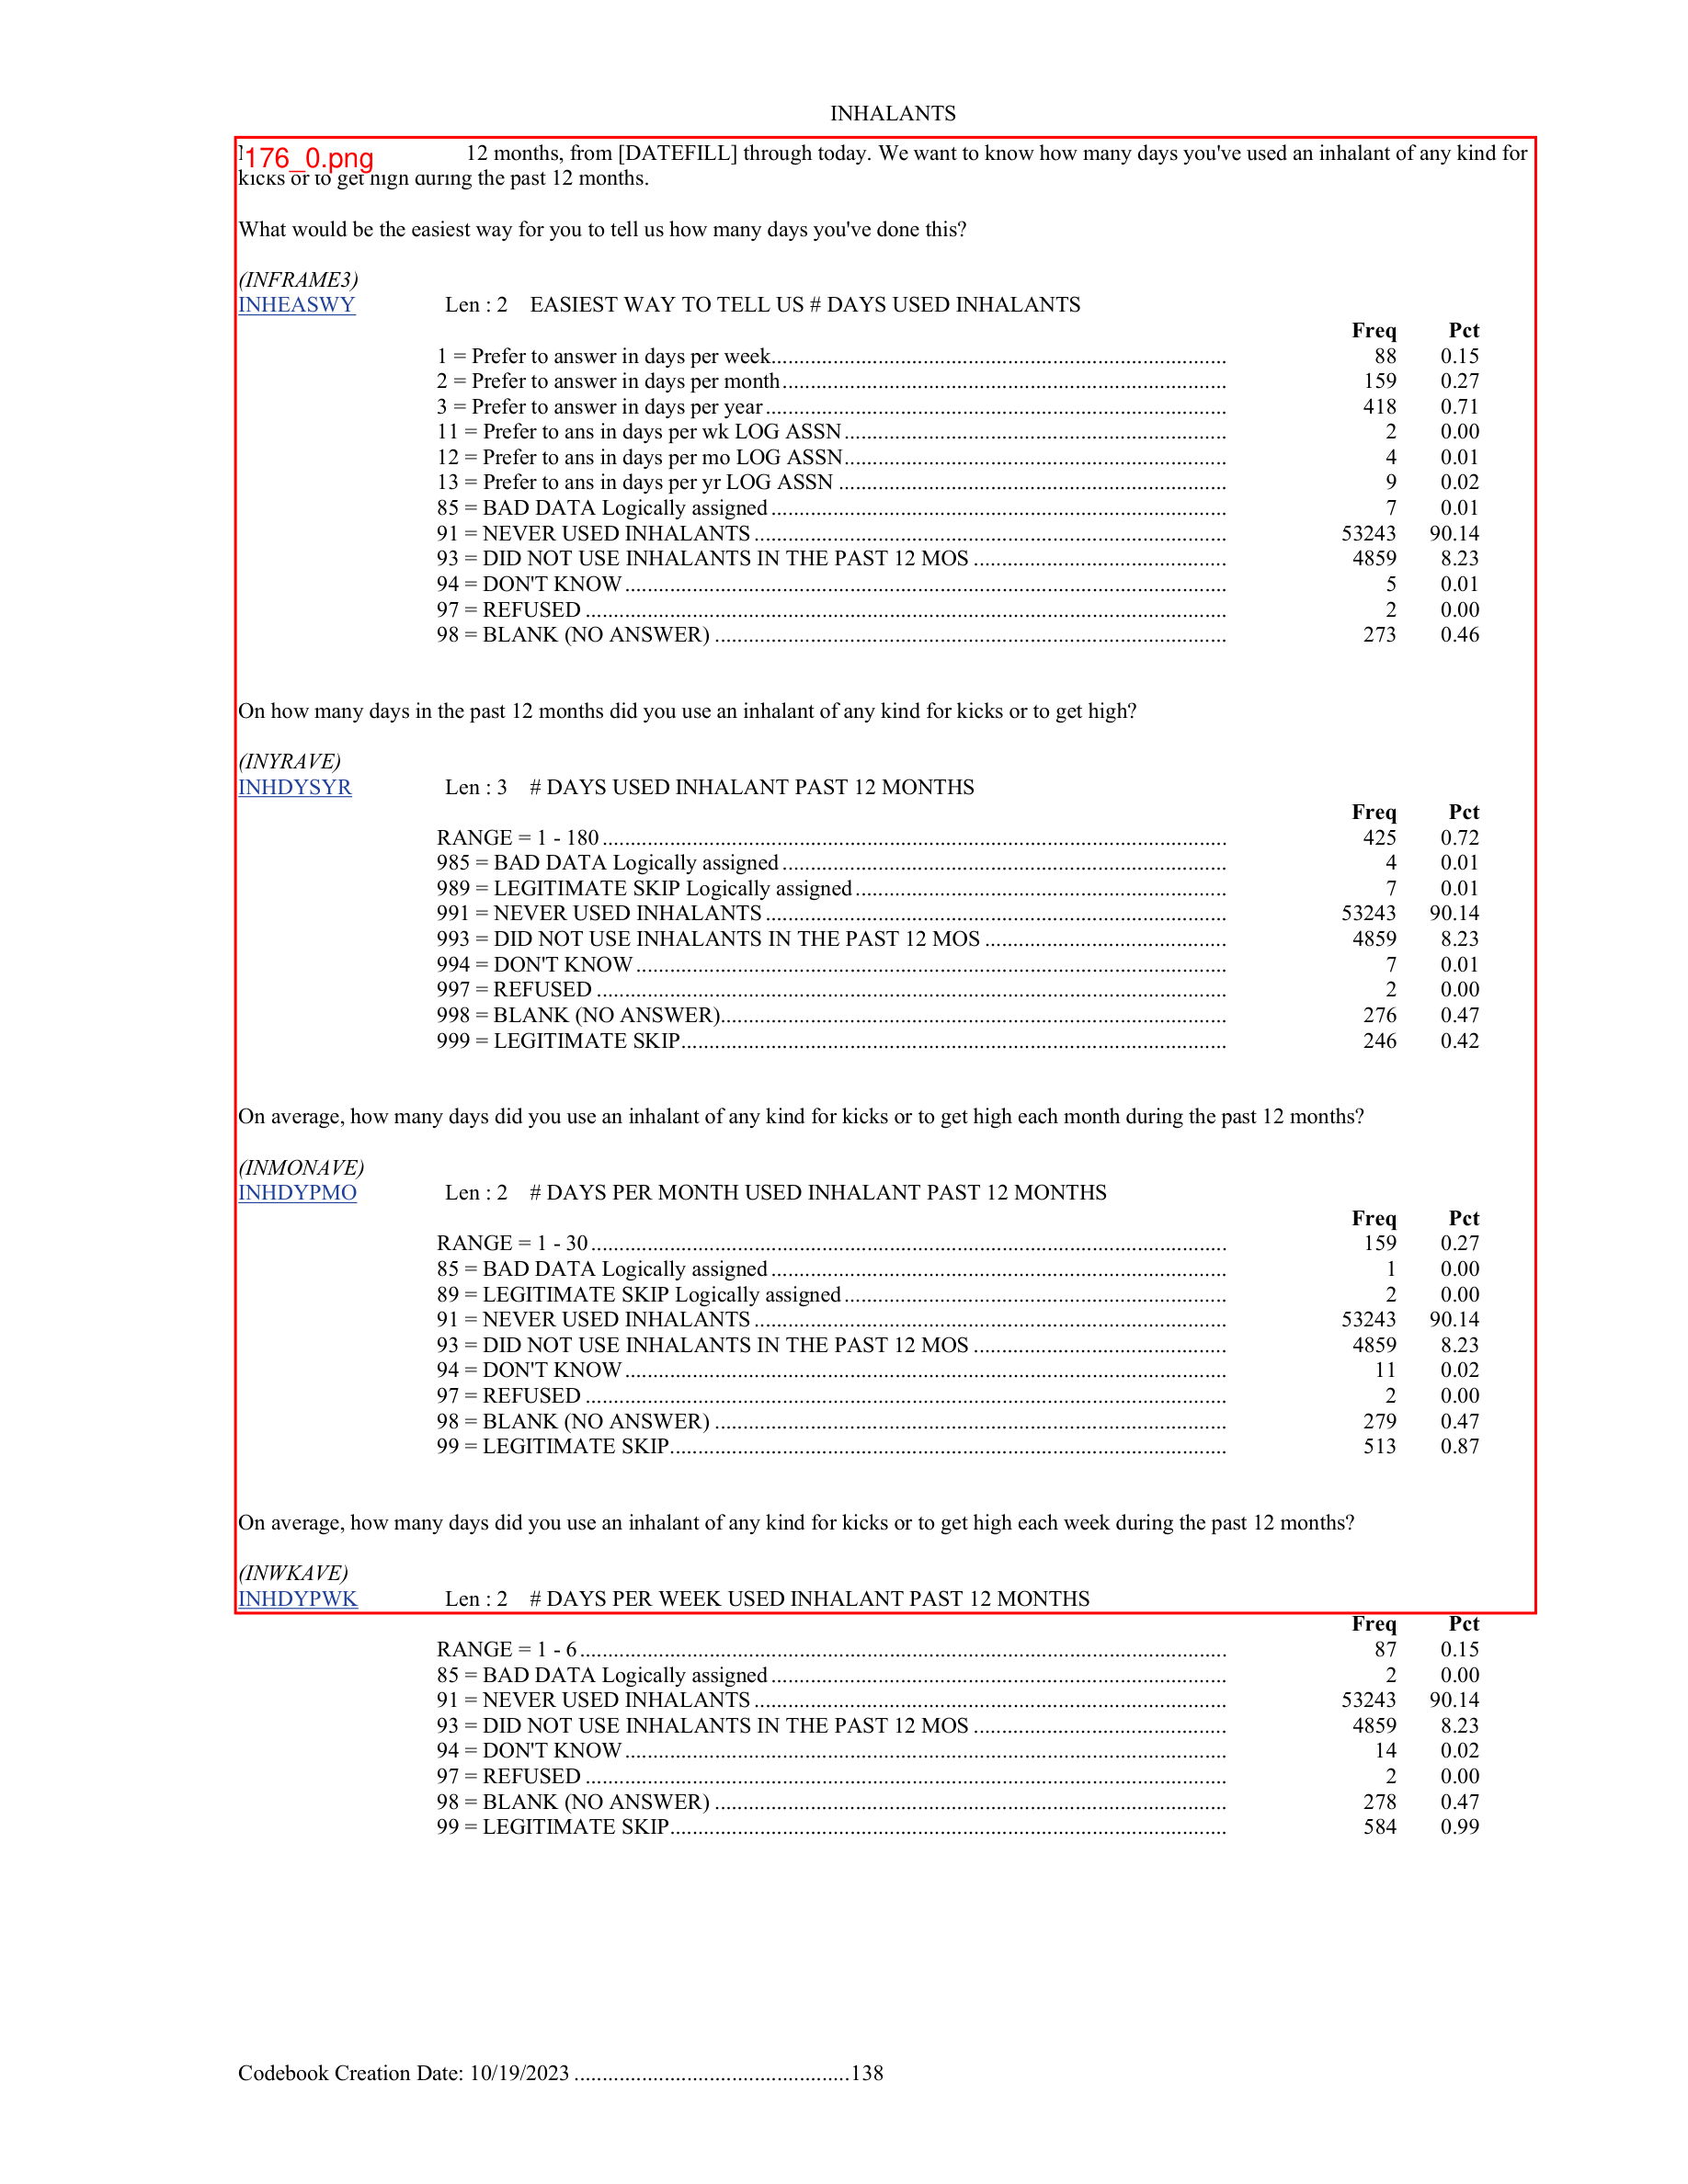 INHALANTS
176_0.png 12 months, from [DATEFILL] through today. We want to know how many days you've used an inhalant of any kind for
kicks or to get high during the past 12 months.
What would be the easiest way for you to tell us how many days you've done this?
(INFRAME3)
INHEASWY Len : 2 EASIEST WAY TO TELL US # DAYS USED INHALANTS
Freq Pct
1 = Prefer to answer in days per week 88 0.15
2 = Prefer to answer in days per month 159 0.27
3 = Prefer to answer in days per year 418 0.71
11 = Prefer to ans in days per wk LOG ASSN 2 0.00
12 = Prefer to ans in days per mo LOG ASSN 4 0.01
13 = Prefer to ans in days per yr LOG ASSN 9 0.02
85 = BAD DATA Logically assigned 7 0.01
91 = NEVER USED INHALANTS 53243 90.14
93 = DID NOT USE INHALANTS IN THE PAST 12 MOS 4859 8.23
94 = DON'T KNOW 5 0.01
97 = REFUSED 2 0.00
98 = BLANK (NO ANSWER) 273 0.46
On how many days in the past 12 months did you use an inhalant of any kind for kicks or to get high?
(INYRAVE)
INHDYSYR Len : 3 # DAYS USED INHALANT PAST 12 MONTHS
Freq Pct
RANGE = 1 - 180 425 0.72
985 = BAD DATA Logically assigned 4 0.01
989 = LEGITIMATE SKIP Logically assigned 7 0.01
991 = NEVER USED INHALANTS 53243 90.14
993 = DID NOT USE INHALANTS IN THE PAST 12 MOS 4859 8.23
994 = DON'T KNOW 7 0.01
997 = REFUSED 2 0.00
998 = BLANK (NO ANSWER) 276 0.47
999 = LEGITIMATE SKIP 246 0.42
On average, how many days did you use an inhalant of any kind for kicks or to get high each month during the past 12 months?
(INMONAVE)
INHDYPMO Len : 2 # DAYS PER MONTH USED INHALANT PAST 12 MONTHS
Freq Pct
RANGE = 1 - 30 159 0.27
85 = BAD DATA Logically assigned 1 0.00
89 = LEGITIMATE SKIP Logically assigned 2 0.00
91 = NEVER USED INHALANTS 53243 90.14
93 = DID NOT USE INHALANTS IN THE PAST 12 MOS 4859 8.23
94 = DON'T KNOW 11 0.02
97 = REFUSED 2 0.00
98 = BLANK (NO ANSWER) 279 0.47
99 = LEGITIMATE SKIP 513 0.87
On average, how many days did you use an inhalant of any kind for kicks or to get high each week during the past 12 months?
(INWKAVE)
INHDYPWK Len : 2 # DAYS PER WEEK USED INHALANT PAST 12 MONTHS
Freq Pct
RANGE = 1 - 6 87 0.15
85 = BAD DATA Logically assigned 2 0.00
91 = NEVER USED INHALANTS 53243 90.14
93 = DID NOT USE INHALANTS IN THE PAST 12 MOS 4859 8.23
94 = DON'T KNOW 14 0.02
97 = REFUSED 2 0.00
98 = BLANK (NO ANSWER) 278 0.47
99 = LEGITIMATE SKIP 584 0.99
Codebook Creation Date: 10/19/2023 138